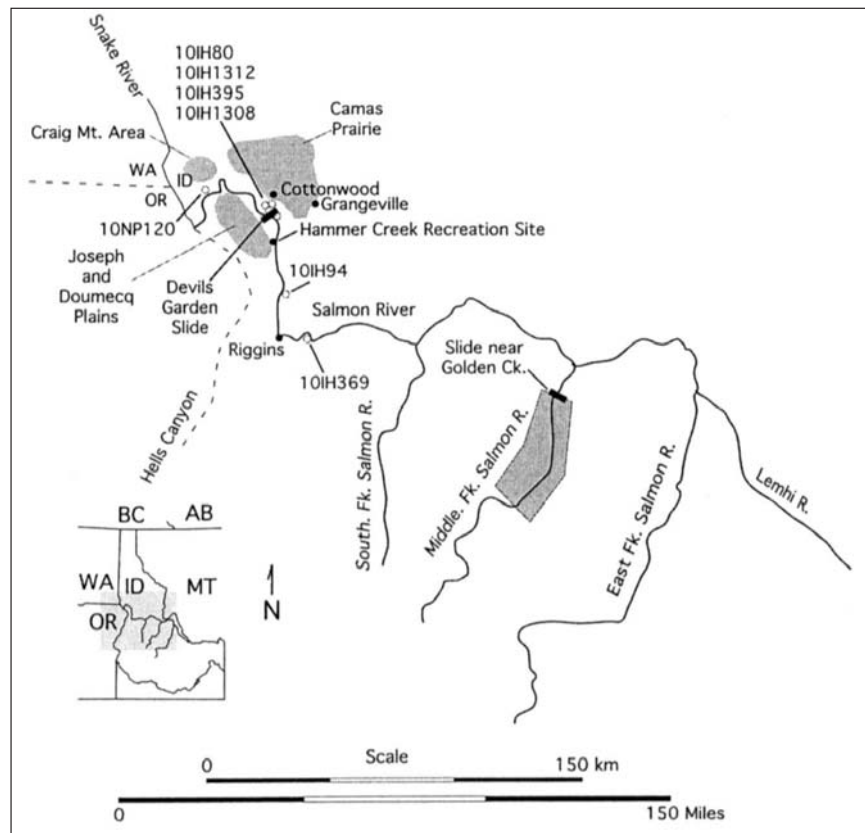 Snake River
10IH80
10IH1312
10IH395
10IH1308
Camas
Prairie
Craig Mt. Area
WA
ID
OR
Cottonwood
Grangeville
10NP120
Hammer Creek Recreation Site
Joseph
and
Doumecq
Plains
Devils
Garden
Slide
10IH94
Salmon River
Riggins
10IH369
Slide near
Golden Ck.
Hells Canyon
South. Fk. Salmon R.
Middle. Fk. Salmon R.
East Fk. Salmon R.
Lemhi R.
BC
AB
WA
ID
MT
OR
N
Scale
0
150 km
0
150 Miles